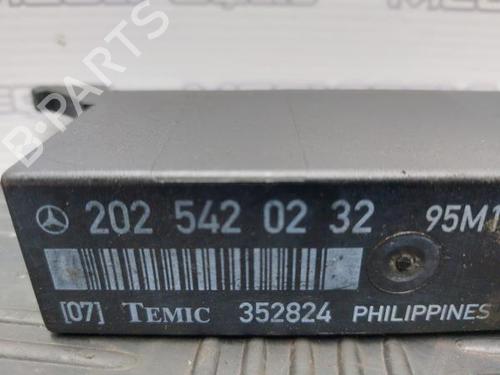 202 542 02 32 95M1
[07] TEMIC 352824 PHILIPPINES
B-PARTS